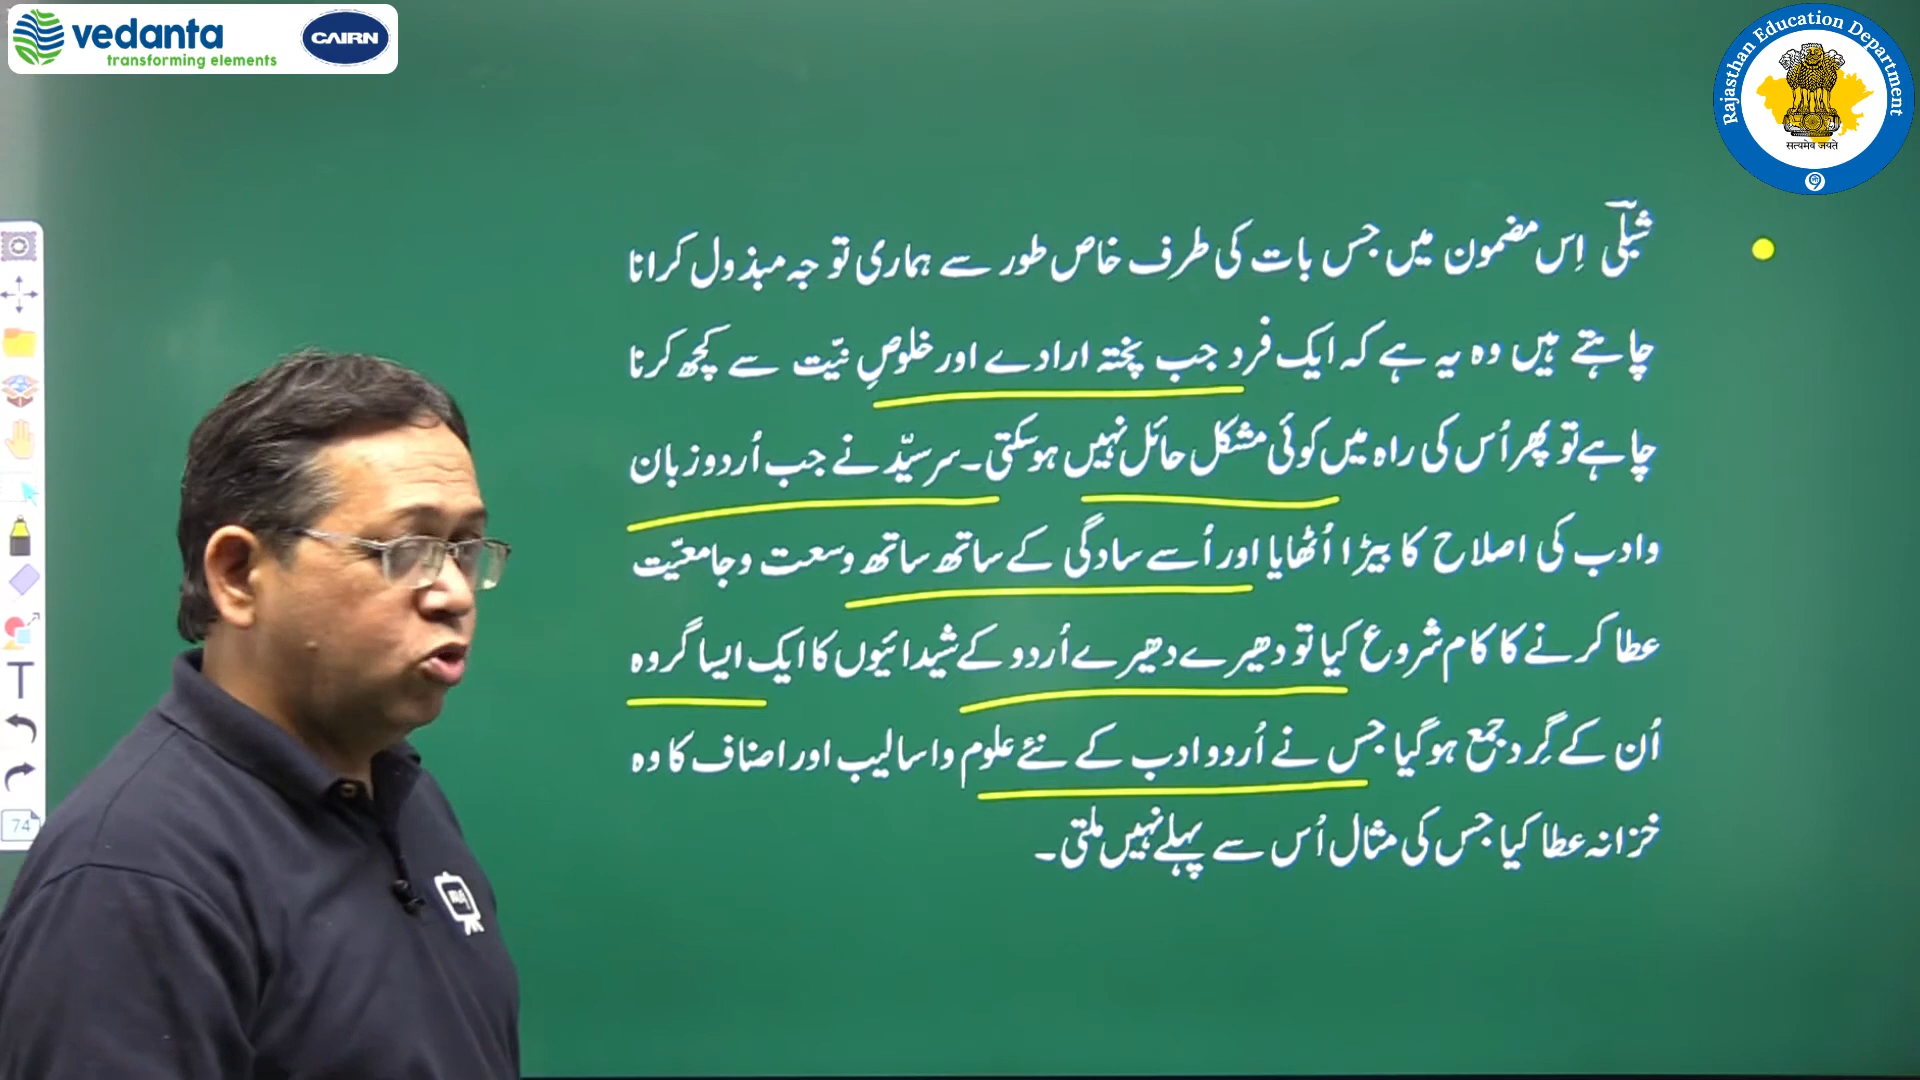 vedanta
transforming elements
CAIRN
Rajasthan Education Department
सत्यमेव जयते
شبلی اِس مضمون میں جس بات کی طرف خاص طور سے ہماری تو جہ مبذول کرانا
چاہتے ہیں وہ یہ ہے کہ ایک فرد جب پختہ ارادے اور خلوصِ نیّت سے کچھ کرنا
چاہے تو پھر اُس کی راہ میں کوئی مشکل حائل نہیں ہوسکتی۔ سر سیّد نے جب اُردو زبان
و ادب کی اصلاح کا بیڑا اُٹھایا اور اُسے سادگی کے ساتھ ساتھ وسعت و جامعیّت
عطا کرنے کا کام شروع کیا تو دھیرے دھیرے اُردو کے شیدائیوں کا ایک ایسا گروہ
اُن کے گِرد جمع ہوگیا جس نے اُردو ادب کے نئے علوم و اسالیب اور اصناف کا وہ
خزانہ عطا کیا جس کی مثال اُس سے پہلے نہیں ملتی۔
T
74